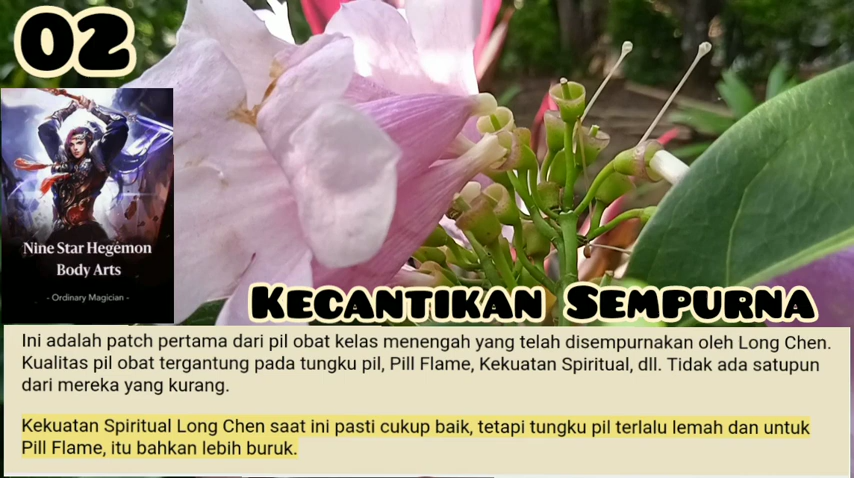 02
Nine Star Hegemon
Body Arts
- Ordinary Magician -
Kecantikan Sempurna
Ini adalah patch pertama dari pil obat kelas menengah yang telah disempurnakan oleh Long Chen.
Kualitas pil obat tergantung pada tungku pil, Pill Flame, Kekuatan Spiritual, dll. Tidak ada satupun
dari mereka yang kurang.
Kekuatan Spiritual Long Chen saat ini pasti cukup baik, tetapi tungku pil terlalu lemah dan untuk
Pill Flame, itu bahkan lebih buruk.